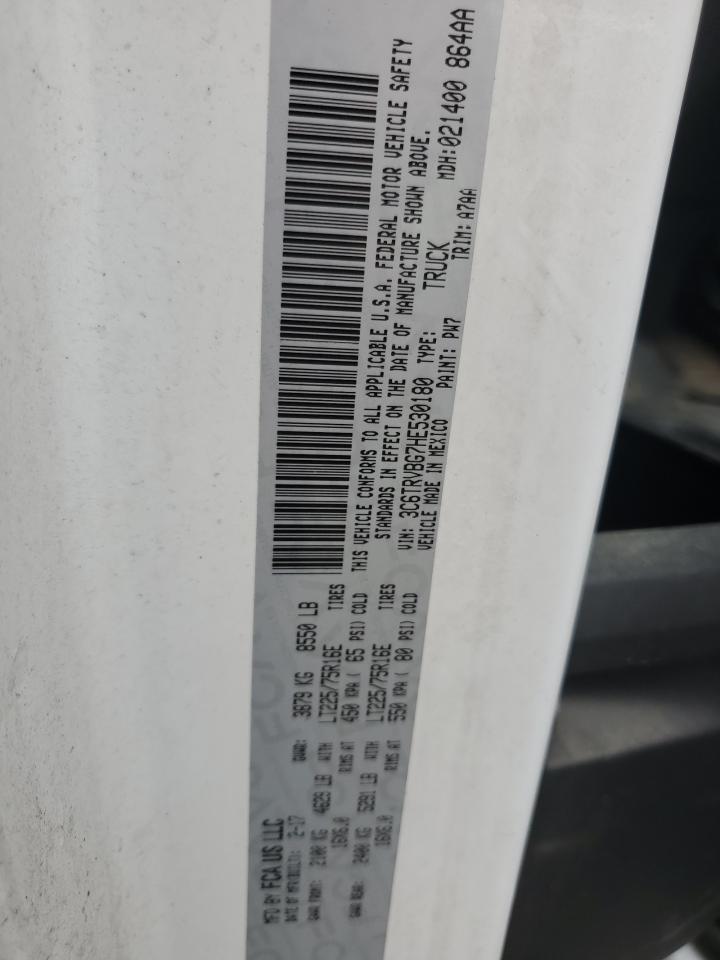 MFD BY FCA US LLC
DATE OF MFR: 2-17 GVWR: 3879 KG 8550 LB
GAWR FRONT: 2100 KG 4629 LB WITH LT225/75R16E TIRES
16X6.0 RIMS AT 450 KPA ( 65 PSI) COLD
GAWR REAR: 2400 KG 5291 LB WITH LT225/75R16E TIRES
16X6.0 RIMS AT 550 KPA ( 80 PSI) COLD
THIS VEHICLE CONFORMS TO ALL APPLICABLE U.S.A. FEDERAL MOTOR VEHICLE SAFETY
STANDARDS IN EFFECT ON THE DATE OF MANUFACTURE SHOWN ABOVE.
VIN: 3C6TRVBG7HE530180 TYPE: TRUCK MDH:021400 864AA
VEHICLE MADE IN MEXICO PAINT: PW7 TRIM: A7AA